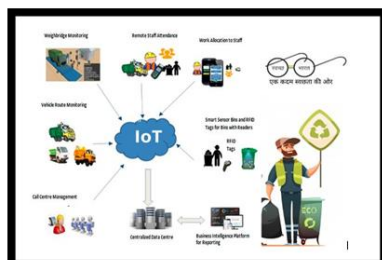 Weighbridge Monitoring
Remote Staff Attendance
Work Allocation to Staff
स्वच्छ भारत
एक कदम स्वच्छता की ओर
Vehicle Route Monitoring
IoT
Smart Sensor Bins and RFID
Tags for Bins with Readers
RFID
Tags
Call Centre Management
Centralized Data Centre
Business Intelligence Platform
for Reporting
ECO